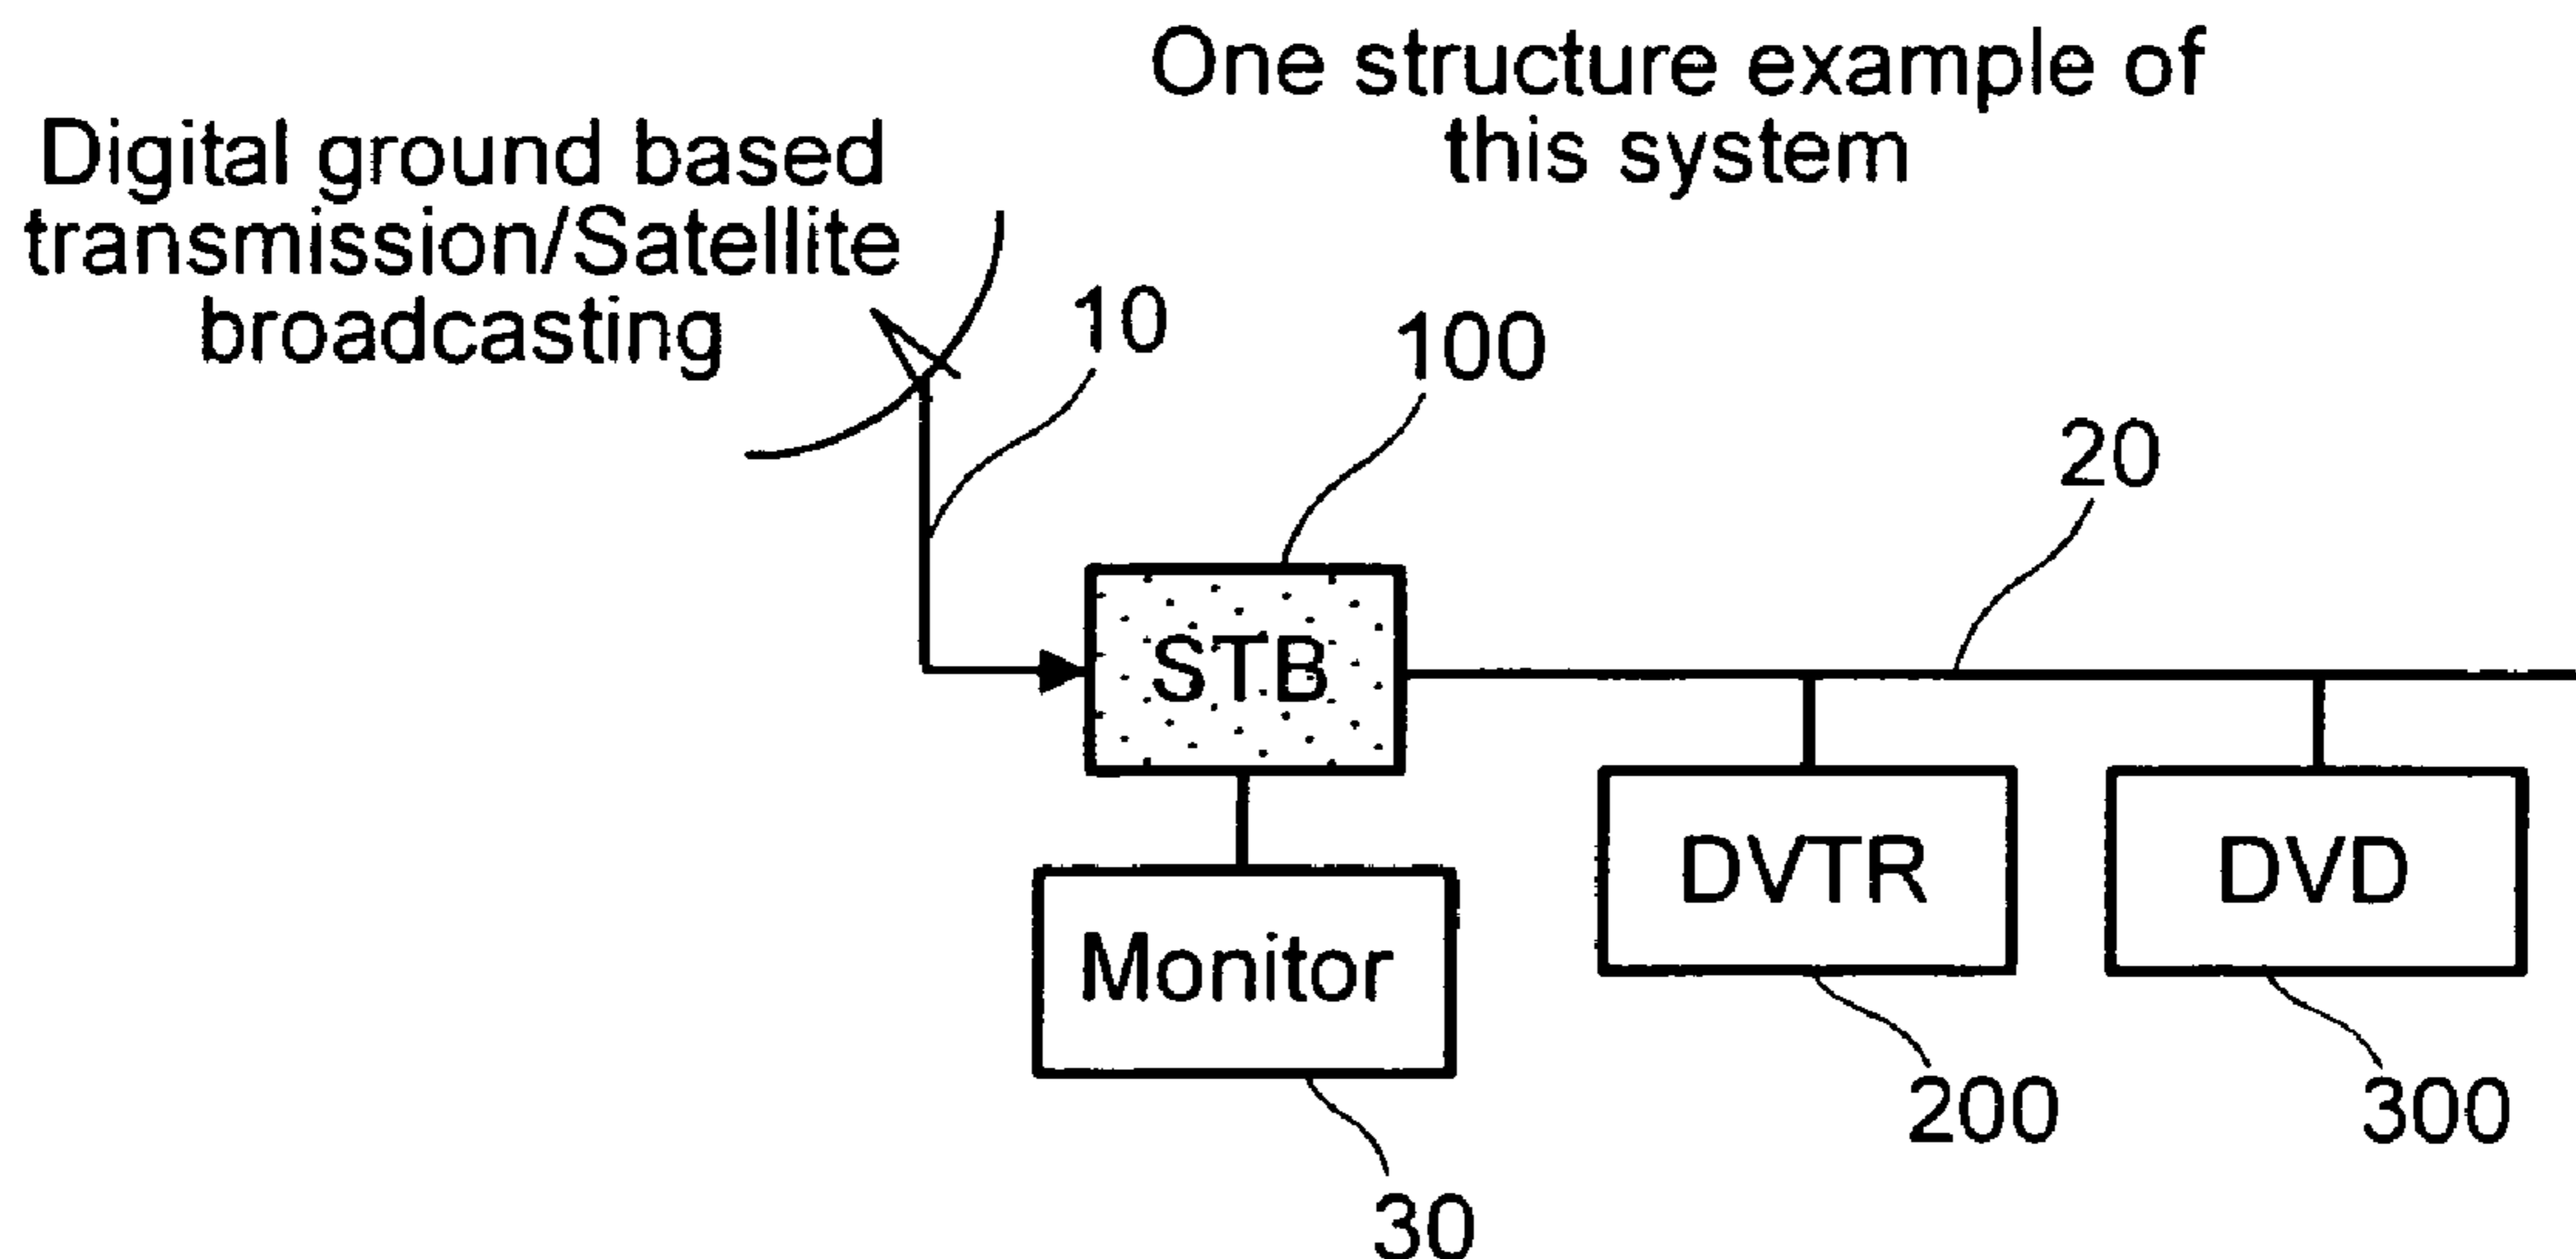 One structure example of
this system
Digital ground based
transmission/Satellite
broadcasting
10
100
20
STB
DVTR
DVD
Monitor
200
300
30